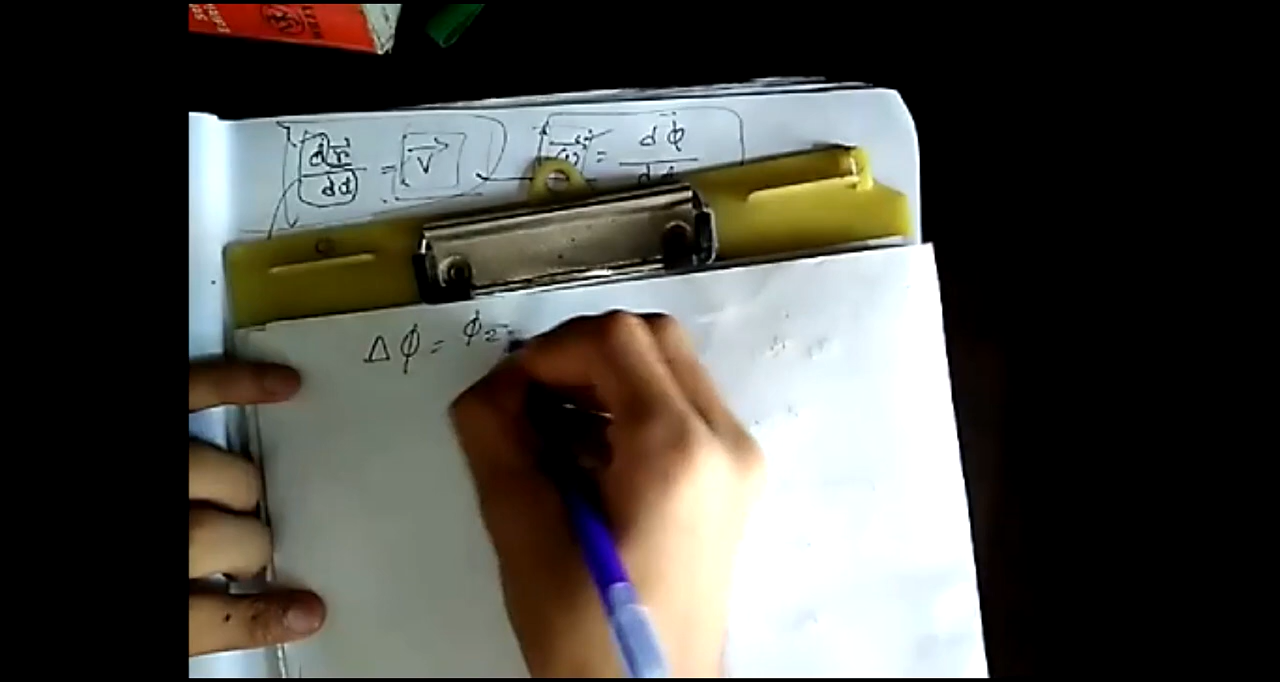 dr⃗/dt = v⃗ ω⃗ = dϕ/dt
Δϕ = ϕ₂ -